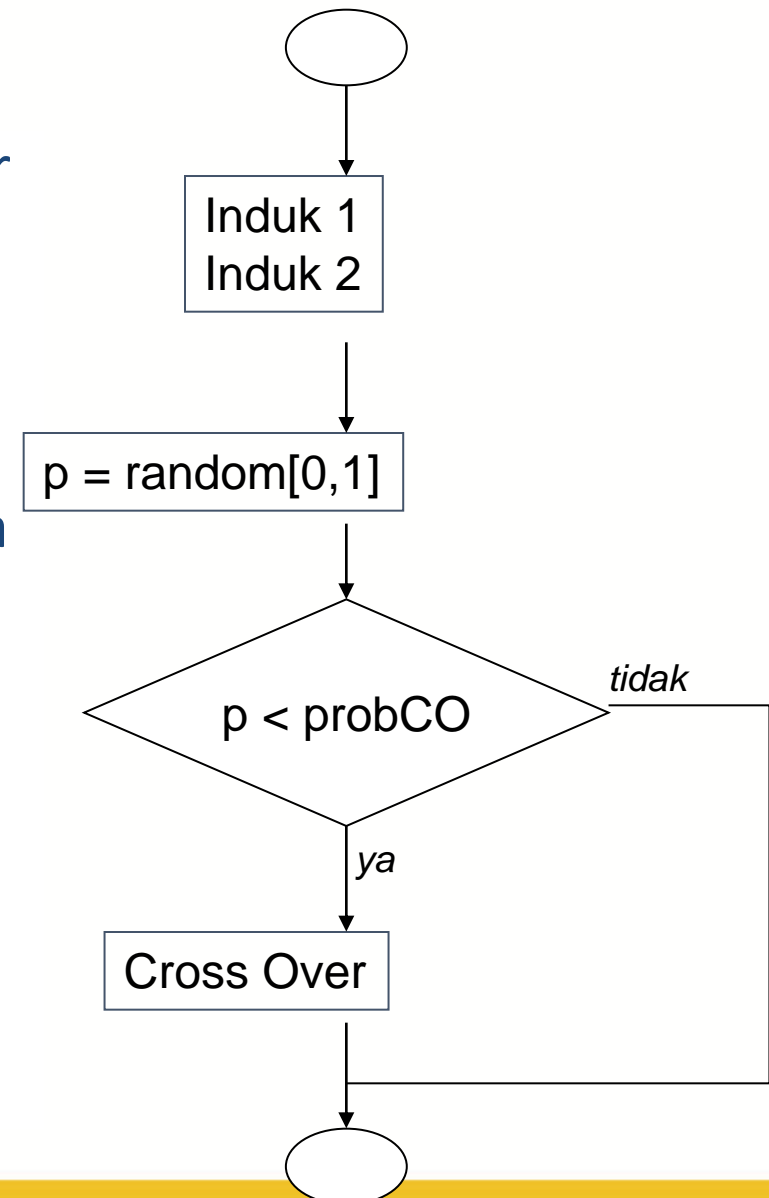 Induk 1
Induk 2
p = random[0,1]
p < probCO
tidak
ya
Cross Over